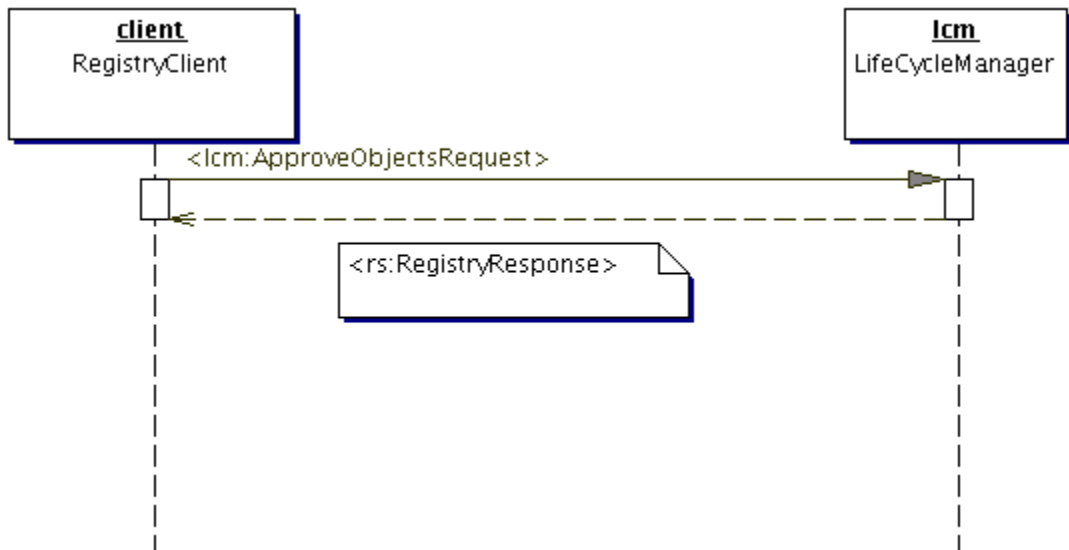 client
RegistryClient
lcm
LifeCycleManager
<lcm:ApproveObjectsRequest>
<rs:RegistryResponse>